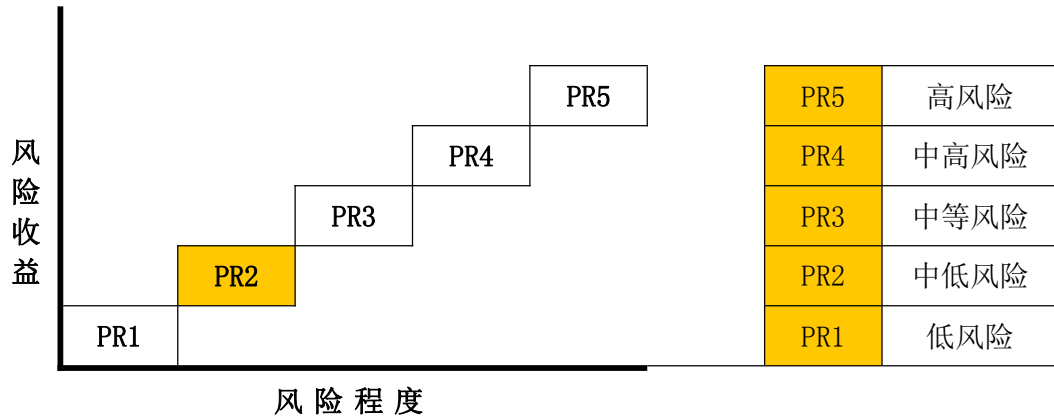 风险收益
PR5
PR4
PR3
PR2
PR1
风险程度
PR5 高风险
PR4 中高风险
PR3 中等风险
PR2 中低风险
PR1 低风险